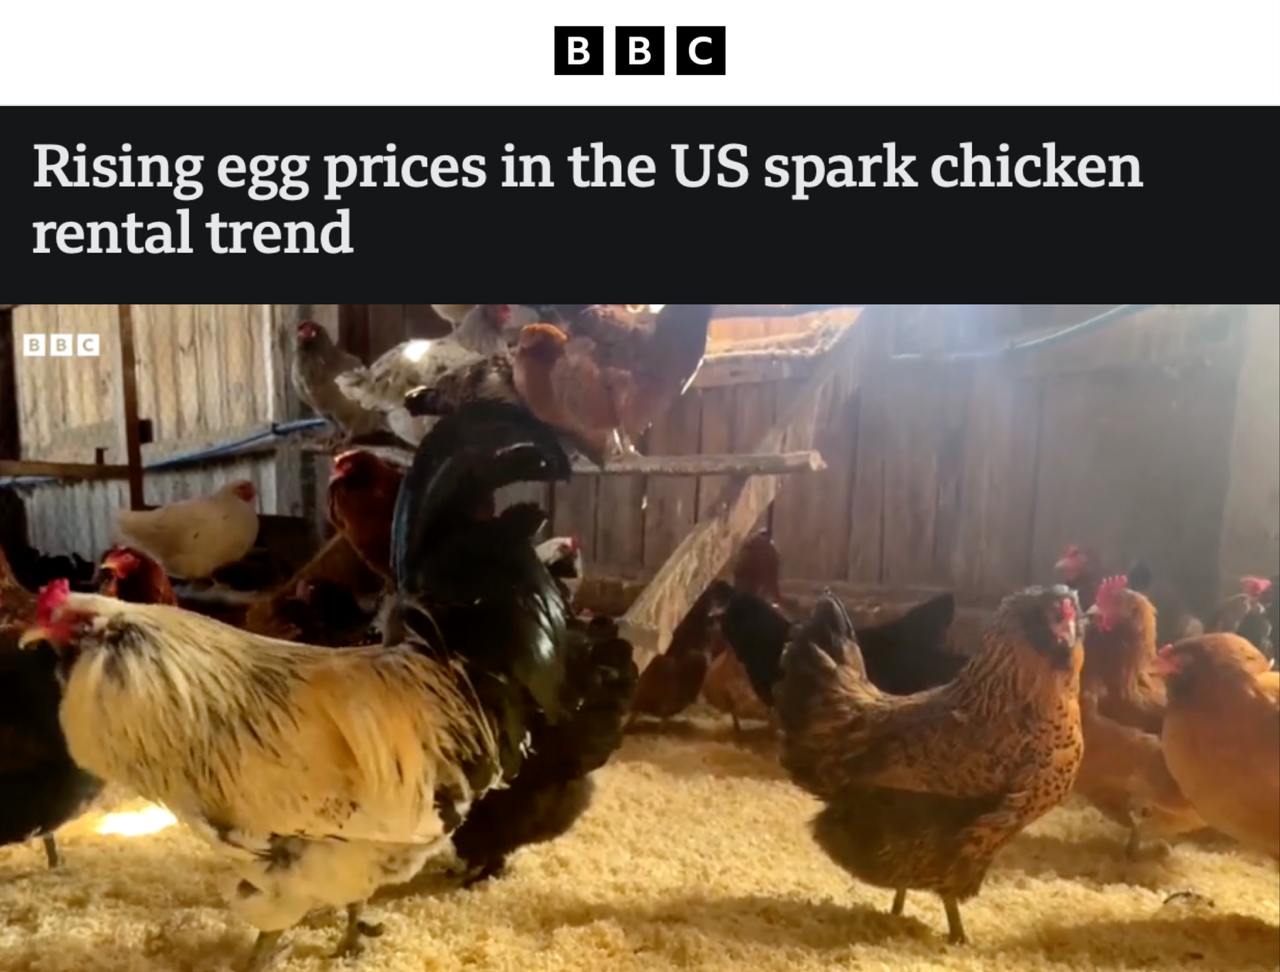 BBC
Rising egg prices in the US spark chicken
rental trend
BBC